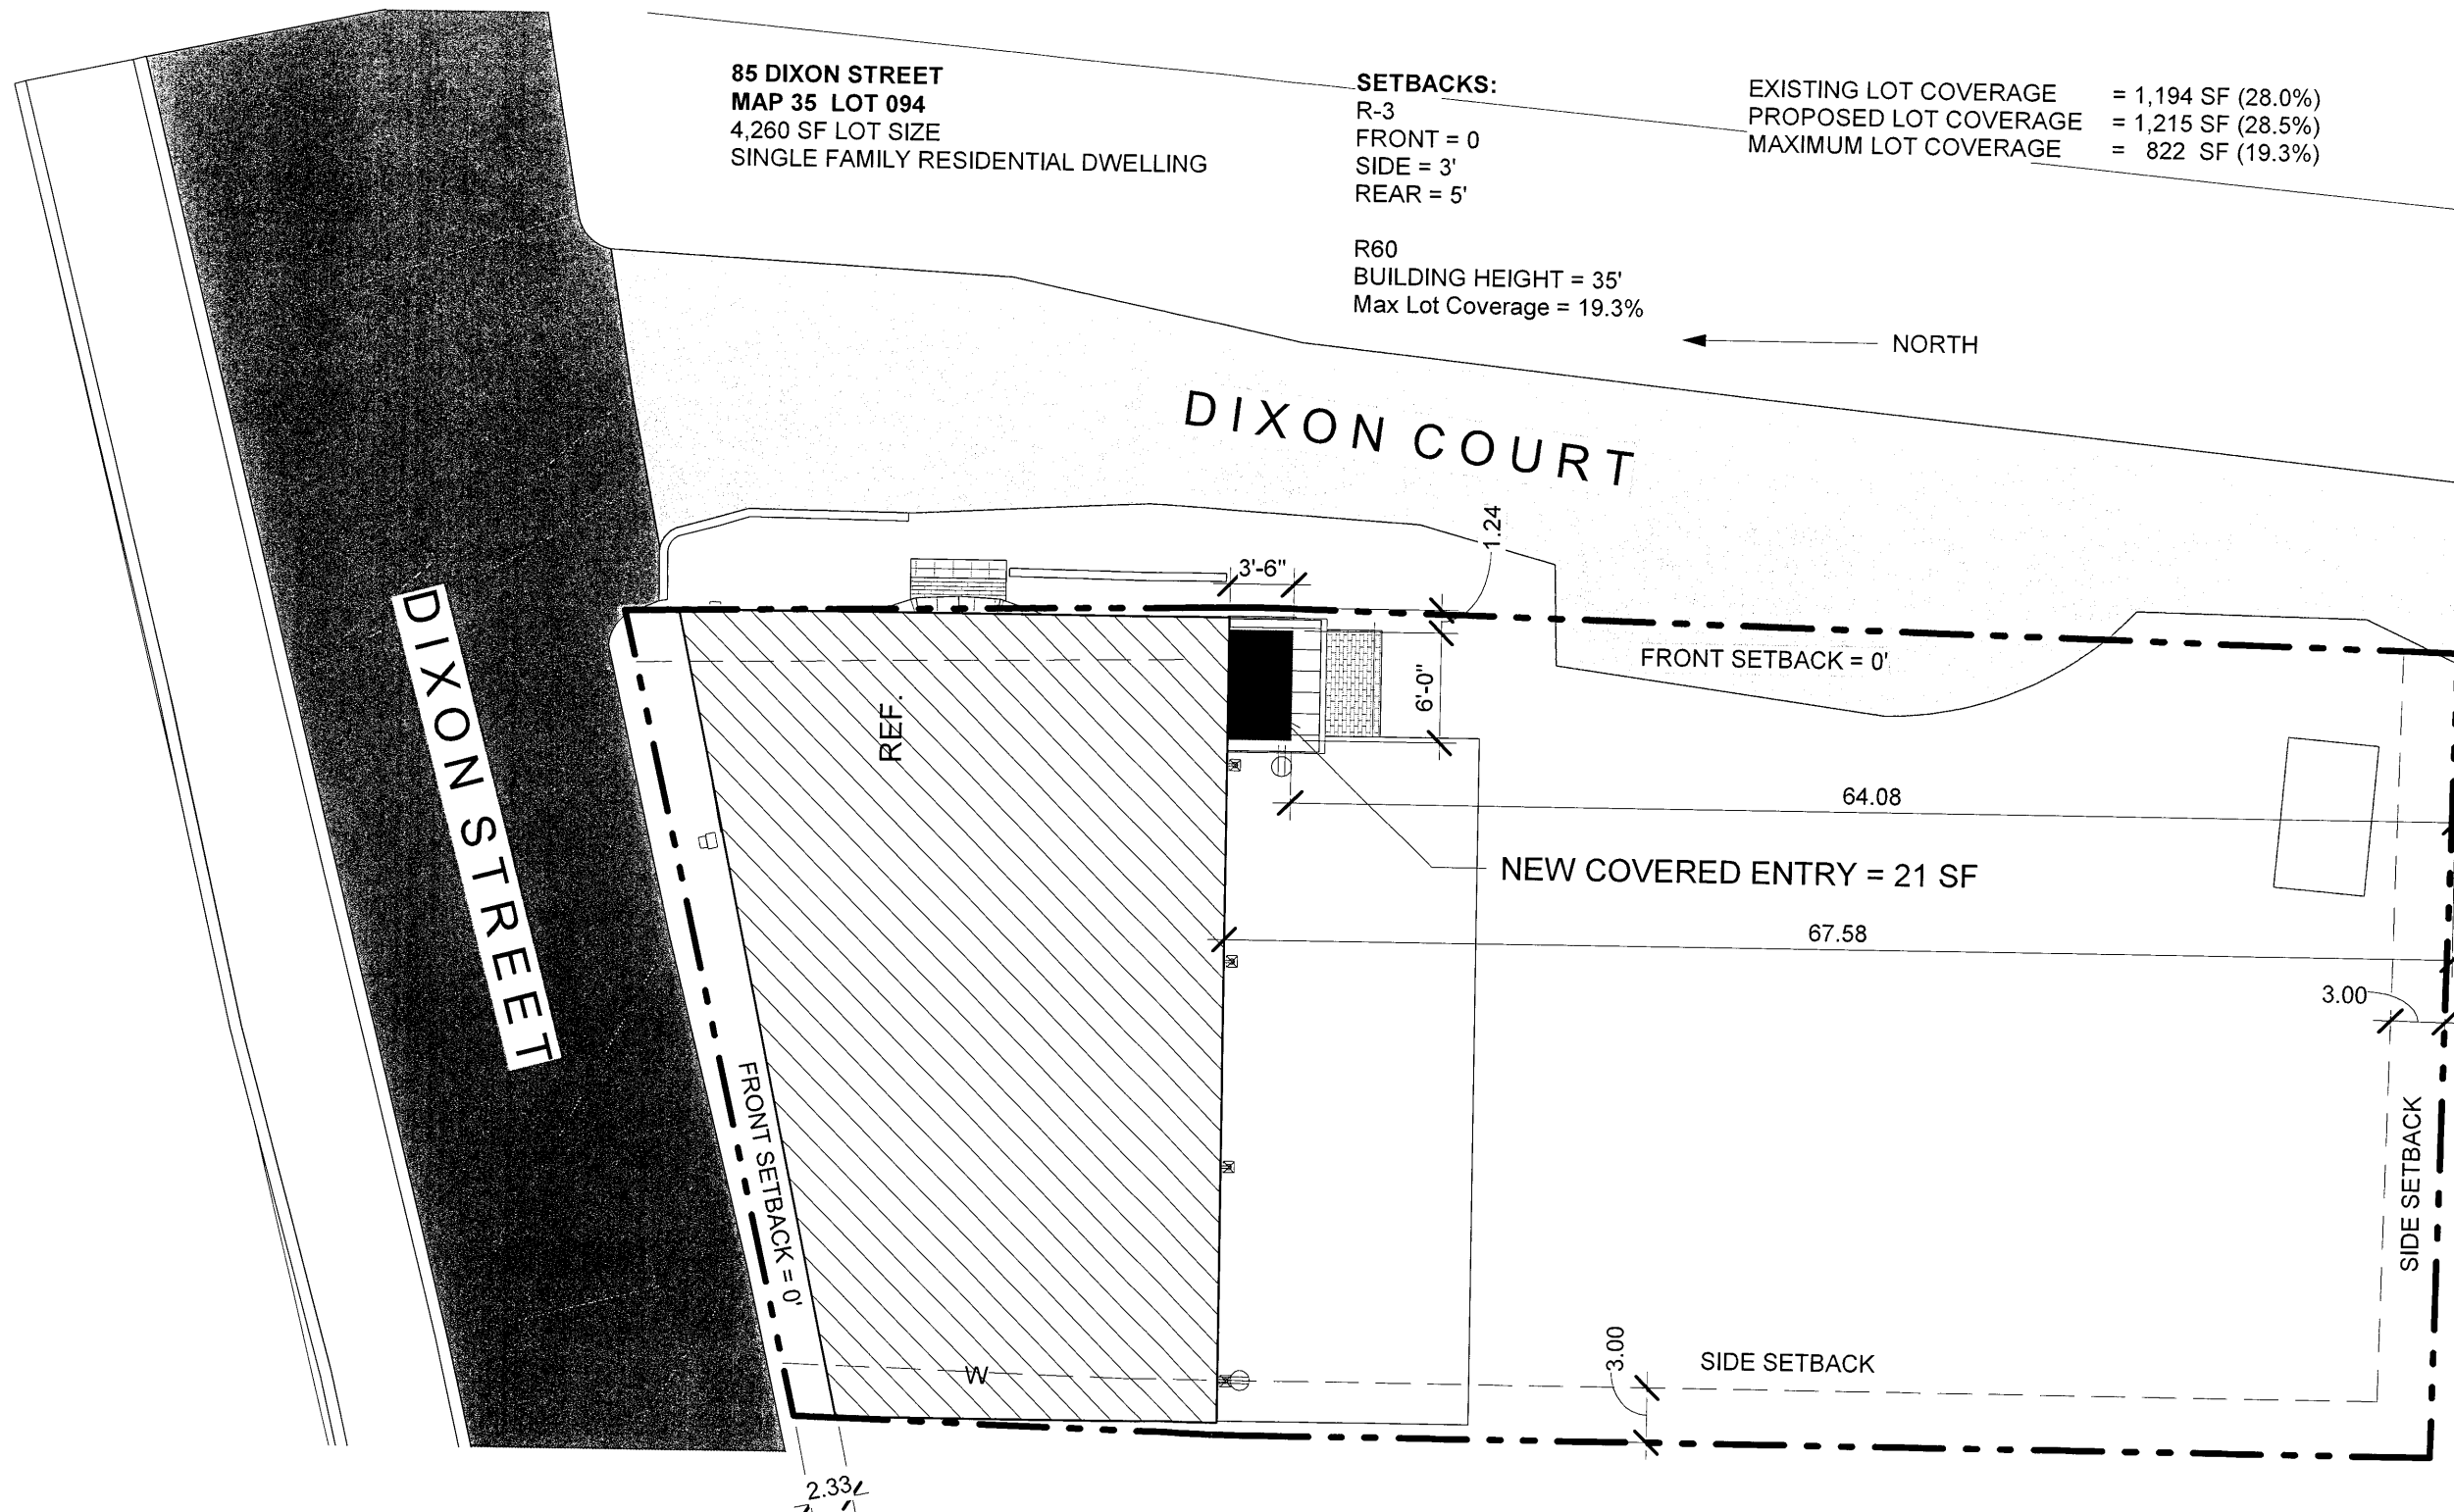 85 DIXON STREET
MAP 35 LOT 094
4,260 SF LOT SIZE
SINGLE FAMILY RESIDENTIAL DWELLING
SETBACKS:
R-3
FRONT = 0
SIDE = 3'
REAR = 5'
R60
BUILDING HEIGHT = 35'
Max Lot Coverage = 19.3%
EXISTING LOT COVERAGE = 1,194 SF (28.0%)
PROPOSED LOT COVERAGE = 1,215 SF (28.5%)
MAXIMUM LOT COVERAGE = 822 SF (19.3%)
NORTH
DIXON COURT
1.24
3'-6"
FRONT SETBACK = 0'
6'-0"
REF.
DIXON STREET
64.08
NEW COVERED ENTRY = 21 SF
67.58
3.00
FRONT SETBACK = 0'
SIDE SETBACK
3.00
SIDE SETBACK
W
2.33